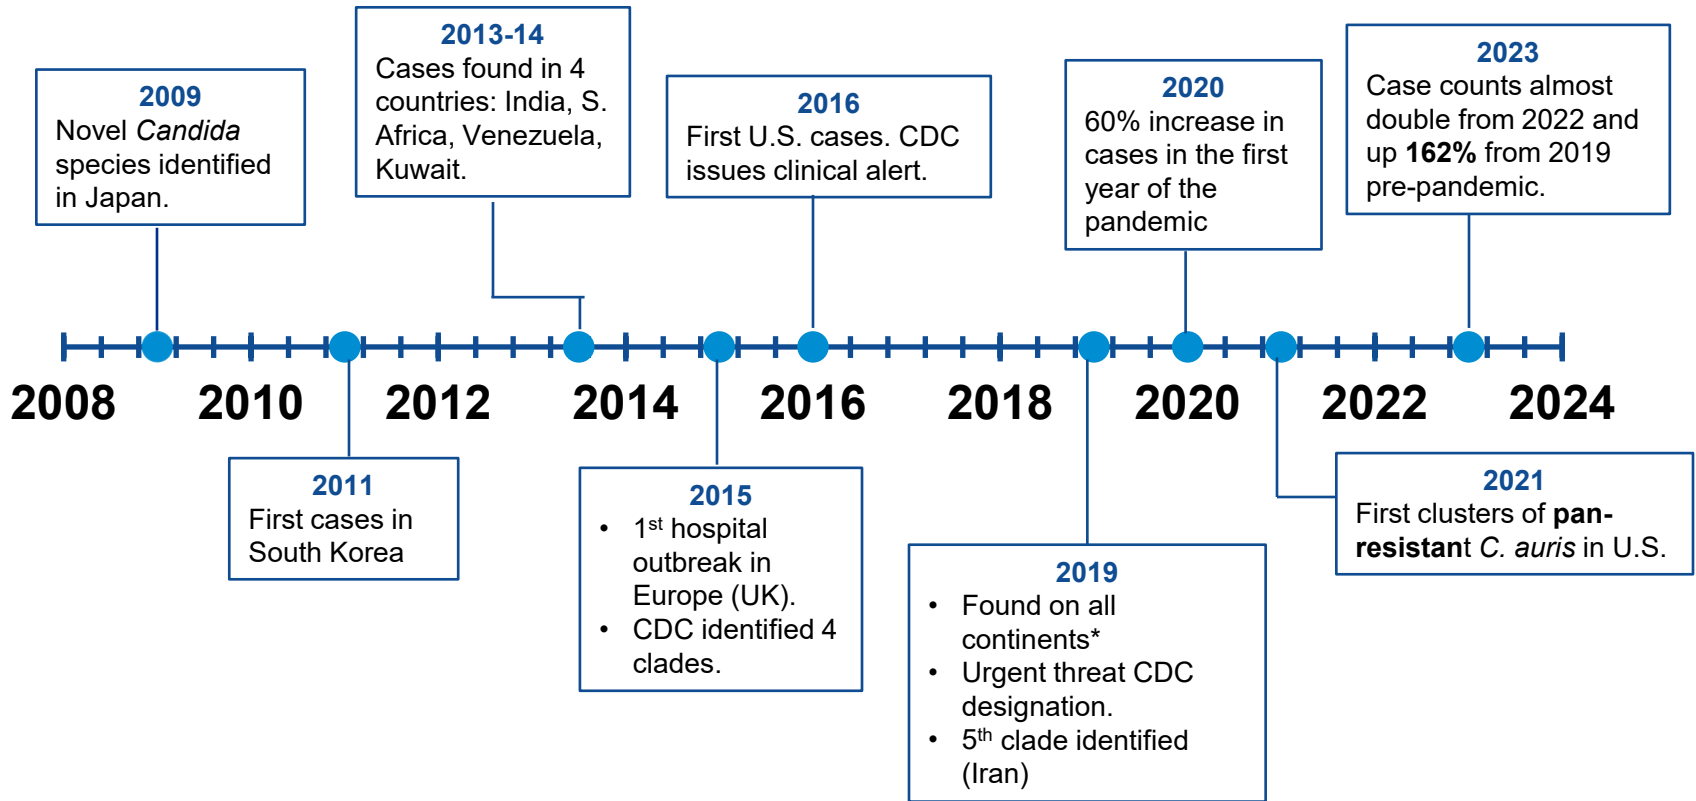 2009
Novel Candida
species identified
in Japan.
2013-14
Cases found in 4
countries: India, S.
Africa, Venezuela,
Kuwait.
2016
First U.S. cases. CDC
issues clinical alert.
2020
60% increase in
cases in the first
year of the
pandemic
2023
Case counts almost
double from 2022 and
up 162% from 2019
pre-pandemic.
2008 2010 2012 2014 2016 2018 2020 2022 2024
2011
First cases in
South Korea
2015
• 1st hospital
outbreak in
Europe (UK).
• CDC identified 4
clades.
2019
• Found on all
continents*
• Urgent threat CDC
designation.
• 5th clade identified
(Iran)
2021
First clusters of pan-
resistant C. auris in U.S.